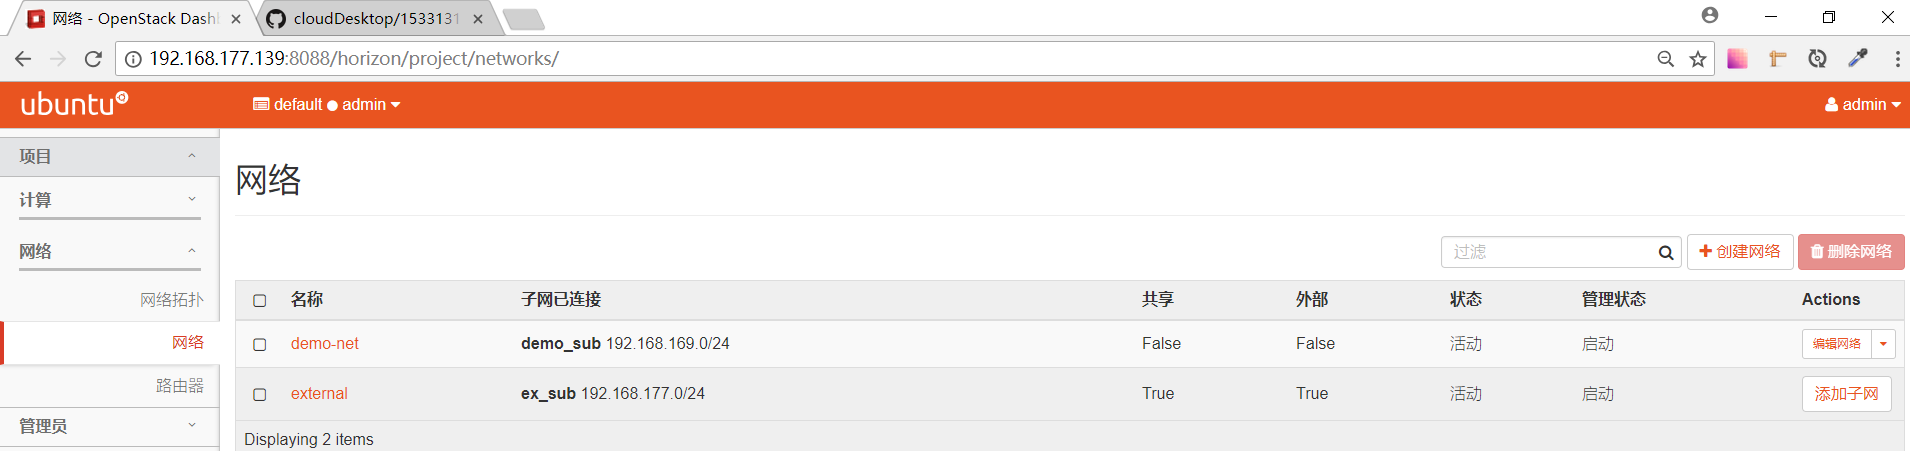 网络 - OpenStack Dash
cloudDesktop/1533131
192.168.177.139:8088/horizon/project/networks/
ubuntu
default ● admin
admin
项目
计算
网络
网络拓扑
网络
路由器
管理员
网络
过滤
创建网络
删除网络
名称 子网已连接 共享 外部 状态 管理状态 Actions
demo-net demo_sub 192.168.169.0/24 False False 活动 启动 编辑网络
external ex_sub 192.168.177.0/24 True True 活动 启动 添加子网
Displaying 2 items